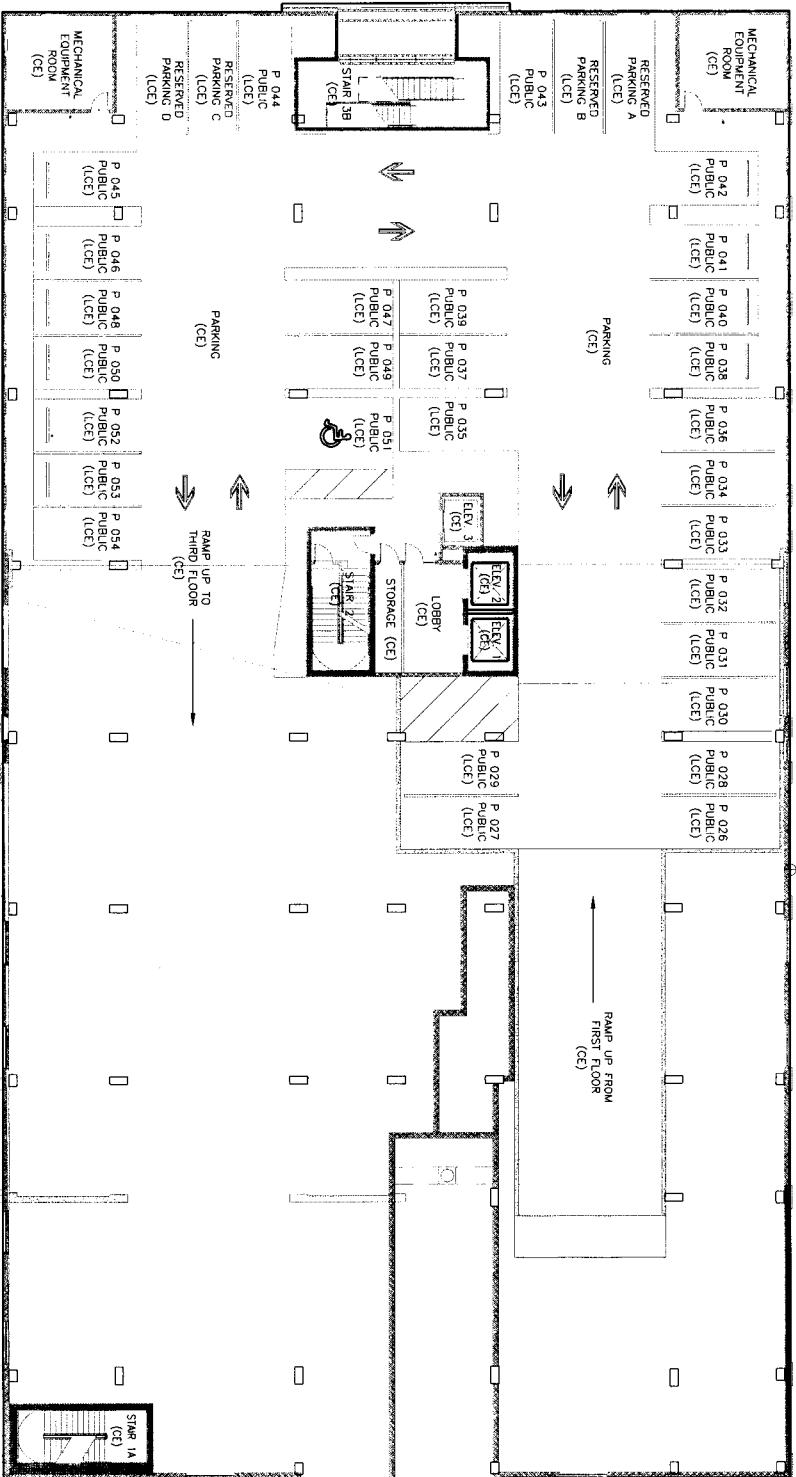 MECHANICAL
EQUIPMENT
ROOM
(CE)
P 042
PUBLIC
(LCE)
P 041
PUBLIC
(LCE)
P 040
PUBLIC
(LCE)
P 038
PUBLIC
(LCE)
P 036
PUBLIC
(LCE)
P 034
PUBLIC
(LCE)
P 033
PUBLIC
(LCE)
P 032
PUBLIC
(LCE)
P 031
PUBLIC
(LCE)
P 030
PUBLIC
(LCE)
P 028
PUBLIC
(LCE)
P 026
PUBLIC
(LCE)
RESERVED
PARKING A
(LCE)
RESERVED
PARKING B
(LCE)
P 043
PUBLIC
(LCE)
PARKING
(CE)
RAMP UP FROM
FIRST FLOOR
(CE)
P 039
PUBLIC
(LCE)
P 037
PUBLIC
(LCE)
P 035
PUBLIC
(LCE)
ELEV. 3
(CE)
ELEV. 2
(CE)
ELEV. 1
(CE)
P 029
PUBLIC
(LCE)
P 027
PUBLIC
(LCE)
LOBBY
(CE)
STORAGE (CE)
STAIR 3B
(CE)
P 047
PUBLIC
(LCE)
P 049
PUBLIC
(LCE)
P 051
PUBLIC
(LCE)
STAIR 2
(CE)
P 044
PUBLIC
(LCE)
RESERVED
PARKING C
(LCE)
RESERVED
PARKING D
(LCE)
PARKING
(CE)
RAMP UP TO
THIRD FLOOR
(CE)
MECHANICAL
EQUIPMENT
ROOM
(CE)
P 045
PUBLIC
(LCE)
P 046
PUBLIC
(LCE)
P 048
PUBLIC
(LCE)
P 050
PUBLIC
(LCE)
P 052
PUBLIC
(LCE)
P 053
PUBLIC
(LCE)
P 054
PUBLIC
(LCE)
STAIR 1A
(CE)